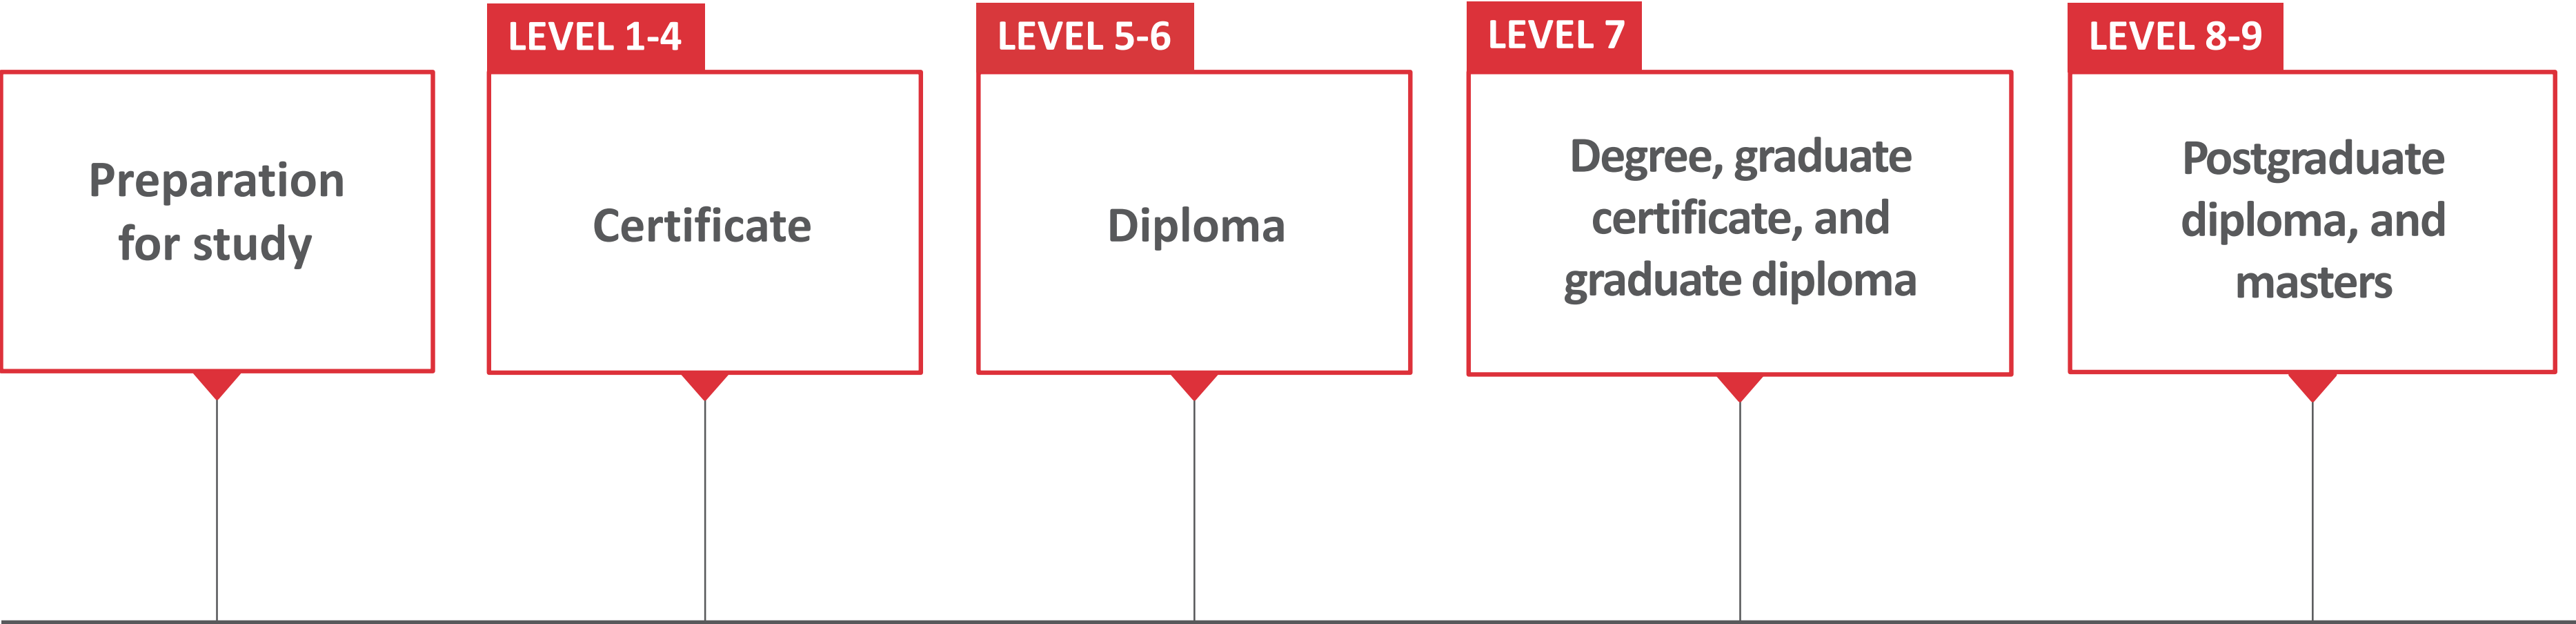 Preparation
for study
LEVEL 1-4
Certificate
LEVEL 5-6
Diploma
LEVEL 7
Degree, graduate
certificate, and
graduate diploma
LEVEL 8-9
Postgraduate
diploma, and
masters